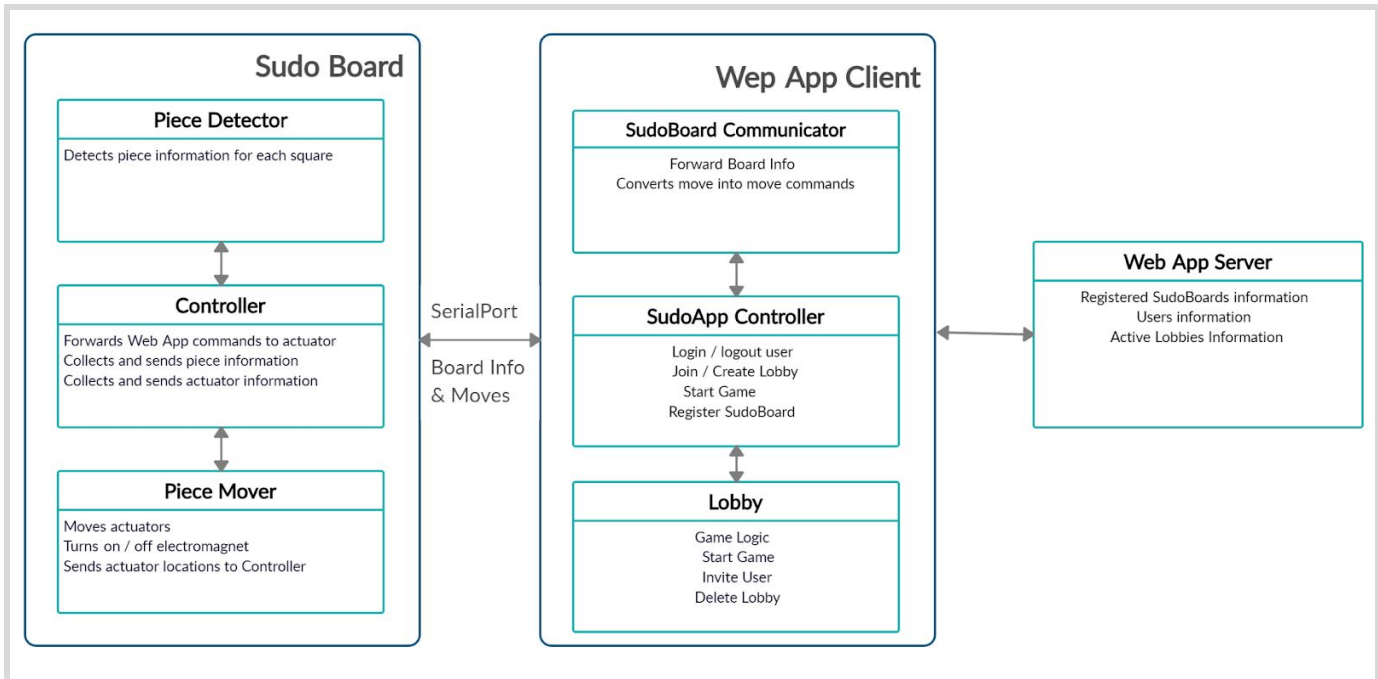 Sudo Board
Piece Detector
Detects piece information for each square
Controller
Forwards Web App commands to actuator
Collects and sends piece information
Collects and sends actuator information
Piece Mover
Moves actuators
Turns on / off electromagnet
Sends actuator locations to Controller
SerialPort
Board Info
& Moves
Wep App Client
SudoBoard Communicator
Forward Board Info
Converts move into move commands
SudoApp Controller
Login / logout user
Join / Create Lobby
Start Game
Register SudoBoard
Lobby
Game Logic
Start Game
Invite User
Delete Lobby
Web App Server
Registered SudoBoards information
Users information
Active Lobbies Information